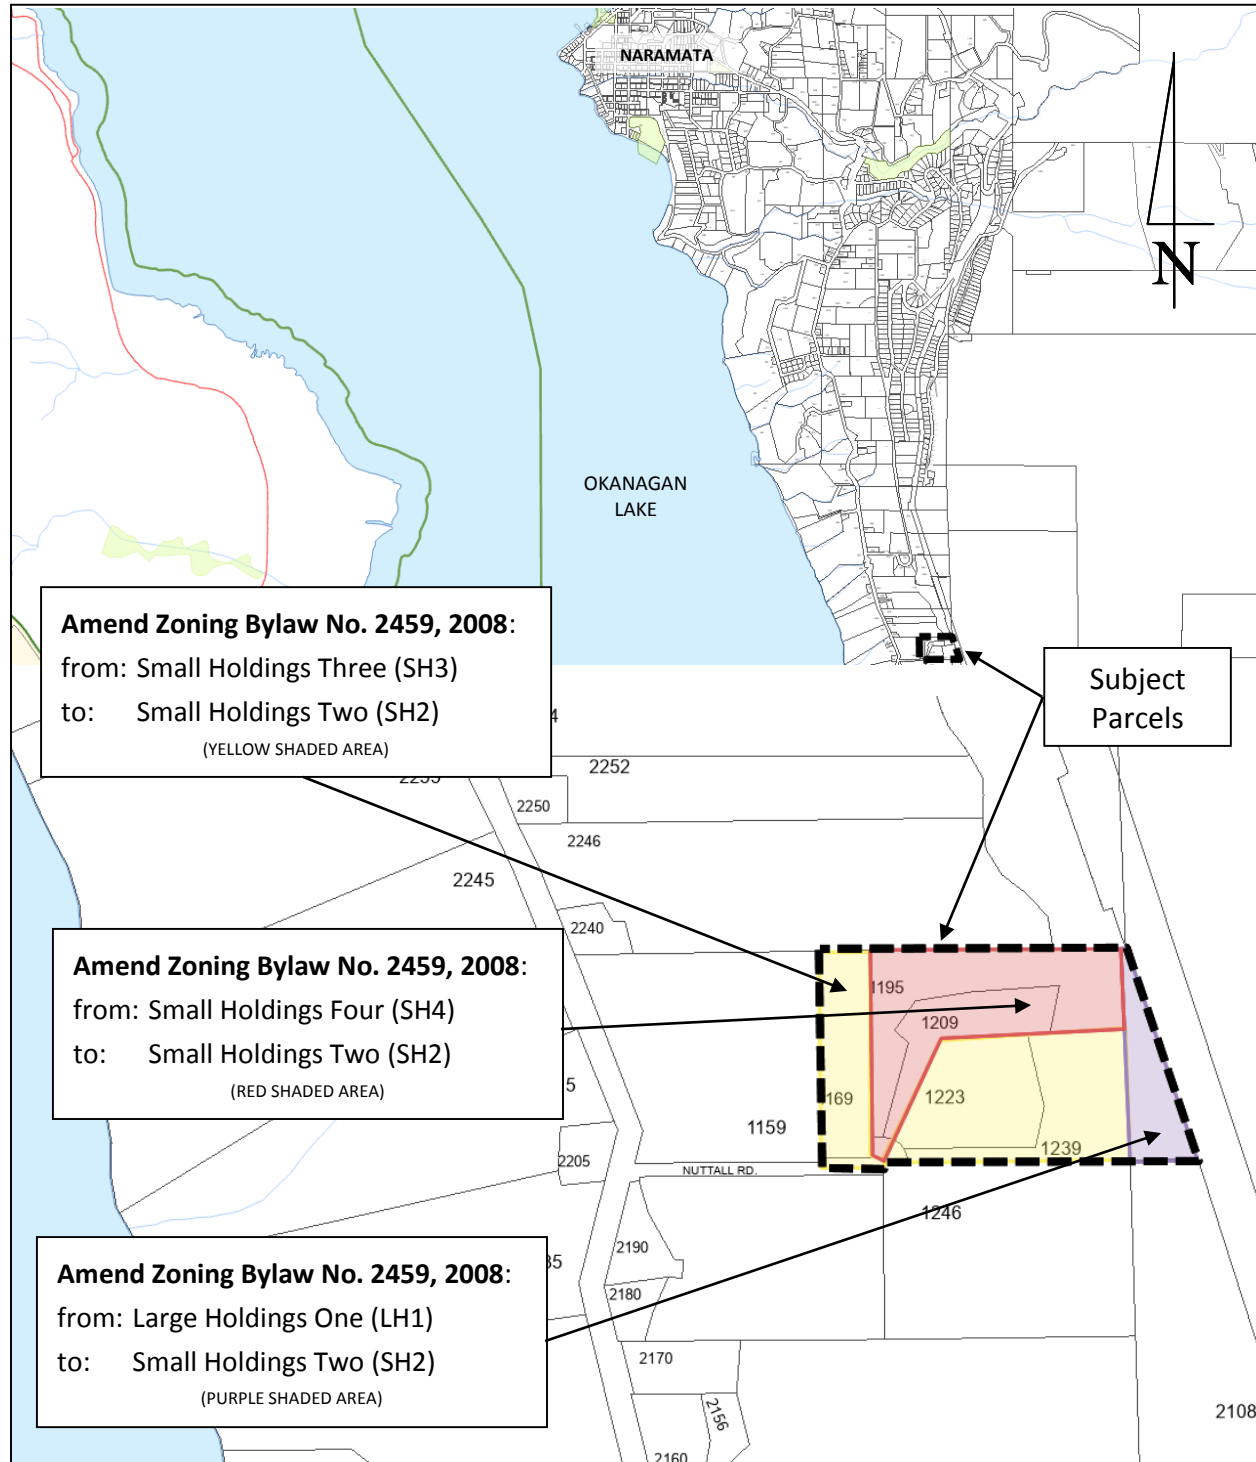 NARAMATA
N
OKANAGAN
LAKE
Amend Zoning Bylaw No. 2459, 2008:
from: Small Holdings Three (SH3)
to: Small Holdings Two (SH2)
(YELLOW SHADED AREA)
Subject
Parcels
2252
2250
2246
2245
2240
Amend Zoning Bylaw No. 2459, 2008:
from: Small Holdings Four (SH4)
to: Small Holdings Two (SH2)
(RED SHADED AREA)
1195
1209
1223
169
1159
1239
2205
NUTTALL RD.
1246
2190
2180
Amend Zoning Bylaw No. 2459, 2008:
from: Large Holdings One (LH1)
to: Small Holdings Two (SH2)
(PURPLE SHADED AREA)
2170
2156
2160
2108